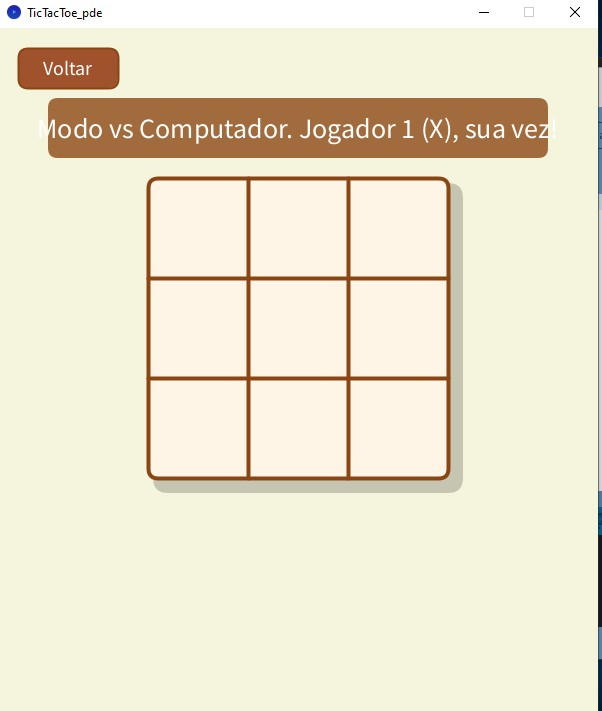 TicTacToe_pde
Voltar
Modo vs Computador. Jogador 1 (X), sua vez!